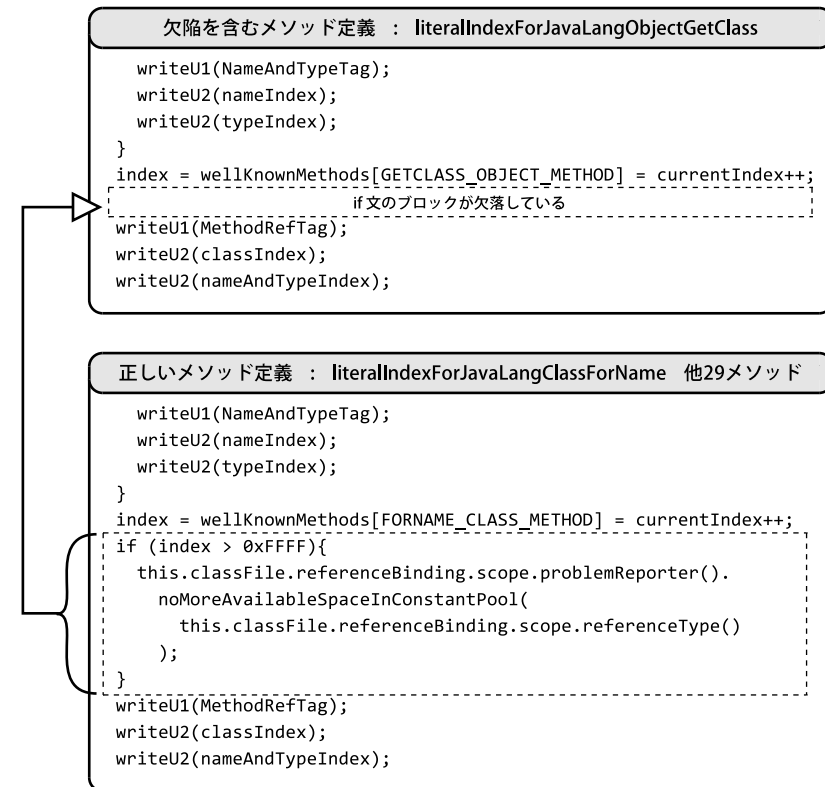 欠陥を含むメソッド定義 : literalIndexForJavaLangObjectGetClass
writeU1(NameAndTypeTag);
writeU2(nameIndex);
writeU2(typeIndex);
}
index = wellKnownMethods[GETCLASS_OBJECT_METHOD] = currentIndex++;
if 文のブロックが欠落している
writeU1(MethodRefTag);
writeU2(classIndex);
writeU2(nameAndTypeIndex);
正しいメソッド定義 : literalIndexForJavaLangClassForName 他29メソッド
writeU1(NameAndTypeTag);
writeU2(nameIndex);
writeU2(typeIndex);
}
index = wellKnownMethods[FORNAME_CLASS_METHOD] = currentIndex++;
if (index > 0xFFFF){
this.classFile.referenceBinding.scope.problemReporter().
noMoreAvailableSpaceInConstantPool(
this.classFile.referenceBinding.scope.referenceType()
);
}
writeU1(MethodRefTag);
writeU2(classIndex);
writeU2(nameAndTypeIndex);